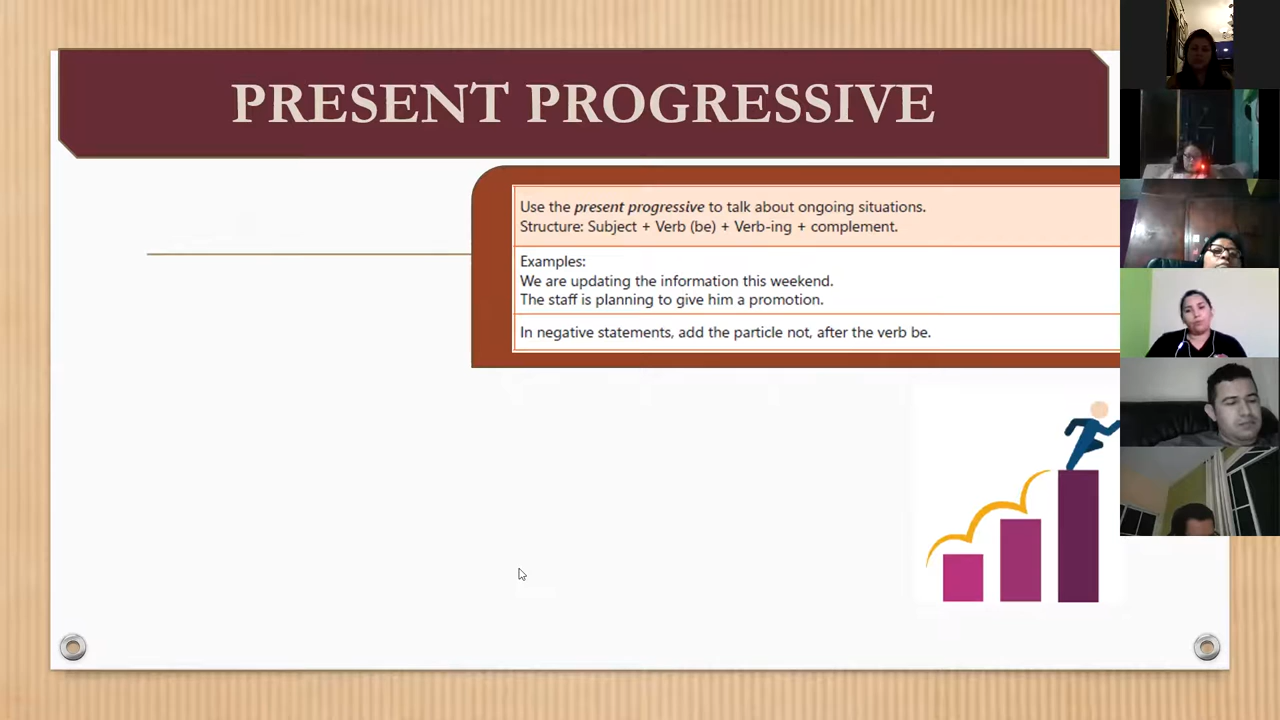 PRESENT PROGRESSIVE
Use the present progressive to talk about ongoing situations.
Structure: Subject + Verb (be) + Verb-ing + complement.
Examples:
We are updating the information this weekend.
The staff is planning to give him a promotion.
In negative statements, add the particle not, after the verb be.